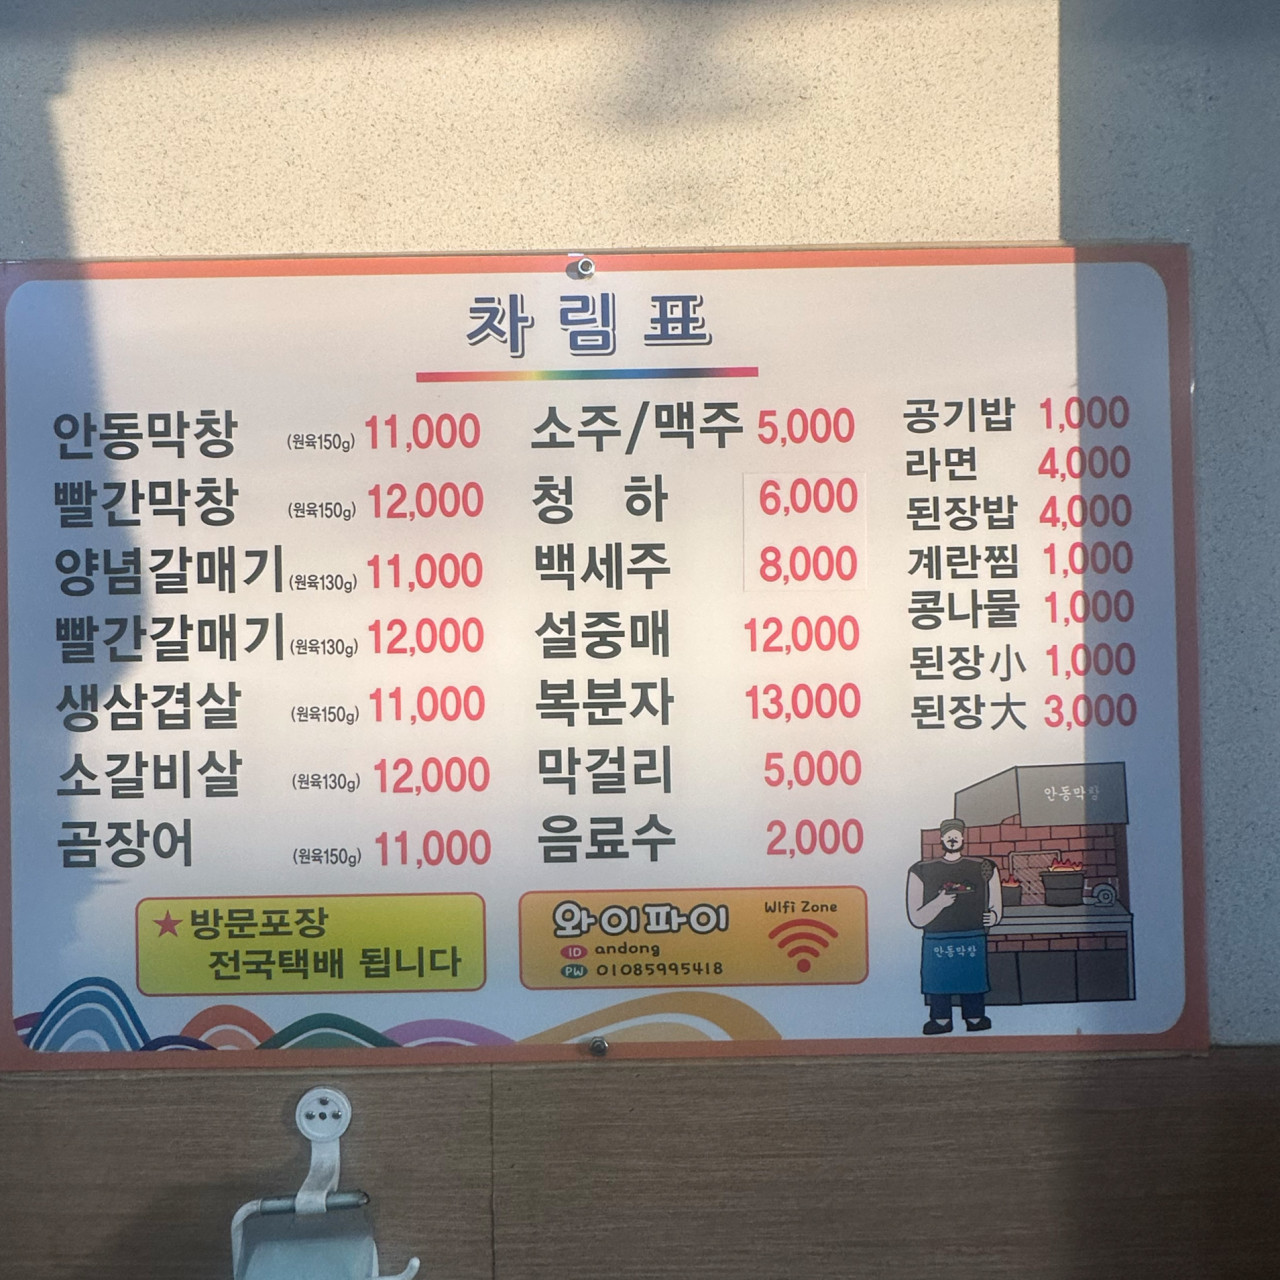 차림표
안동막창 (원육150g) 11,000
빨간막창 (원육150g) 12,000
양념갈매기 (원육130g) 11,000
빨간갈매기 (원육130g) 12,000
생삼겹살 (원육150g) 11,000
소갈비살 (원육130g) 12,000
곰장어 (원육150g) 11,000
소주/맥주 5,000
청 하 6,000
백세주 8,000
설중매 12,000
복분자 13,000
막걸리 5,000
음료수 2,000
공기밥 1,000
라면 4,000
된장밥 4,000
계란찜 1,000
콩나물 1,000
된장小 1,000
된장大 3,000
★방문포장
전국택배 됩니다
와이파이
ID andong
PW 01085995418
WIfi Zone
안동막창
안동막창